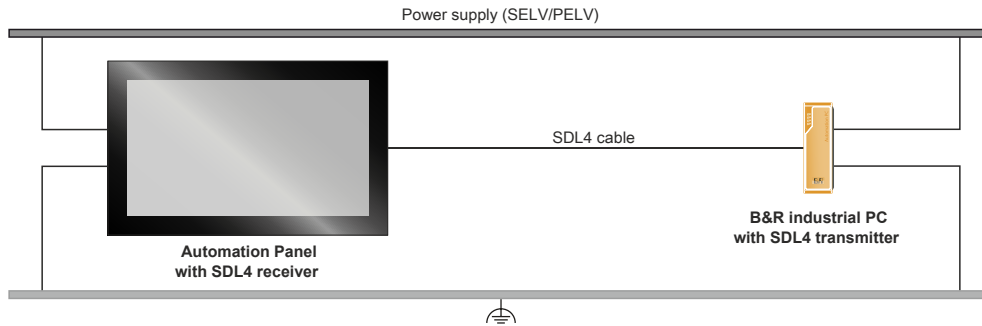 Power supply (SELV/PELV)
SDL4 cable
Automation Panel
with SDL4 receiver
B&R industrial PC
with SDL4 transmitter